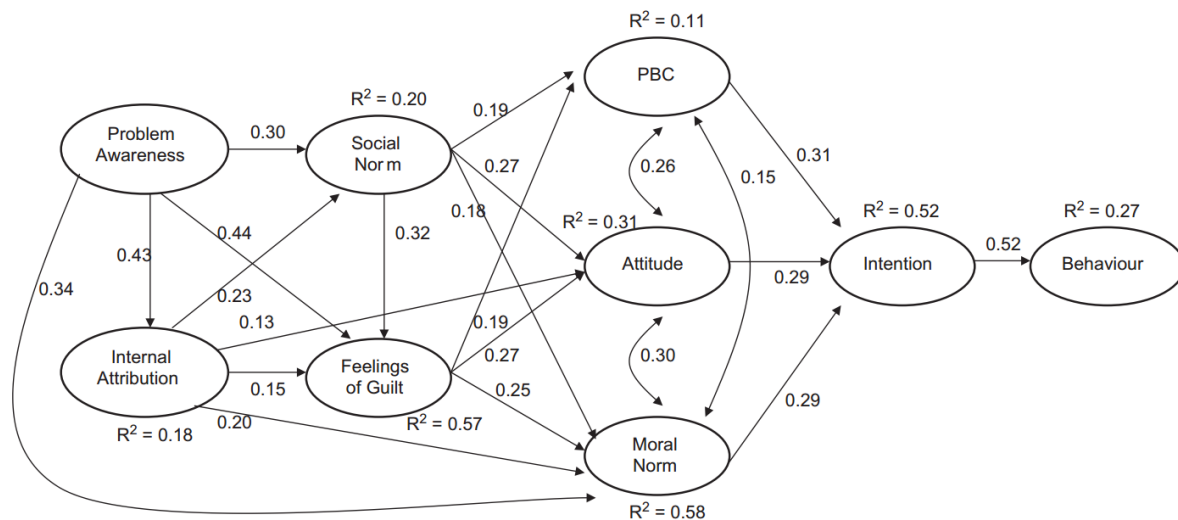 R² = 0.11
PBC
R² = 0.20
0.19
Problem
Awareness
0.30
Social
Norm
0.27
0.26
0.31
0.15
0.18
R² = 0.31
R² = 0.52
R² = 0.27
0.43
0.44
0.32
Attitude
0.29
Intention
0.52
Behaviour
0.34
0.23
0.13
0.19
Internal
Attribution
0.15
Feelings
of Guilt
0.27
0.25
0.30
0.29
R² = 0.18
0.20
R² = 0.57
Moral
Norm
R² = 0.58